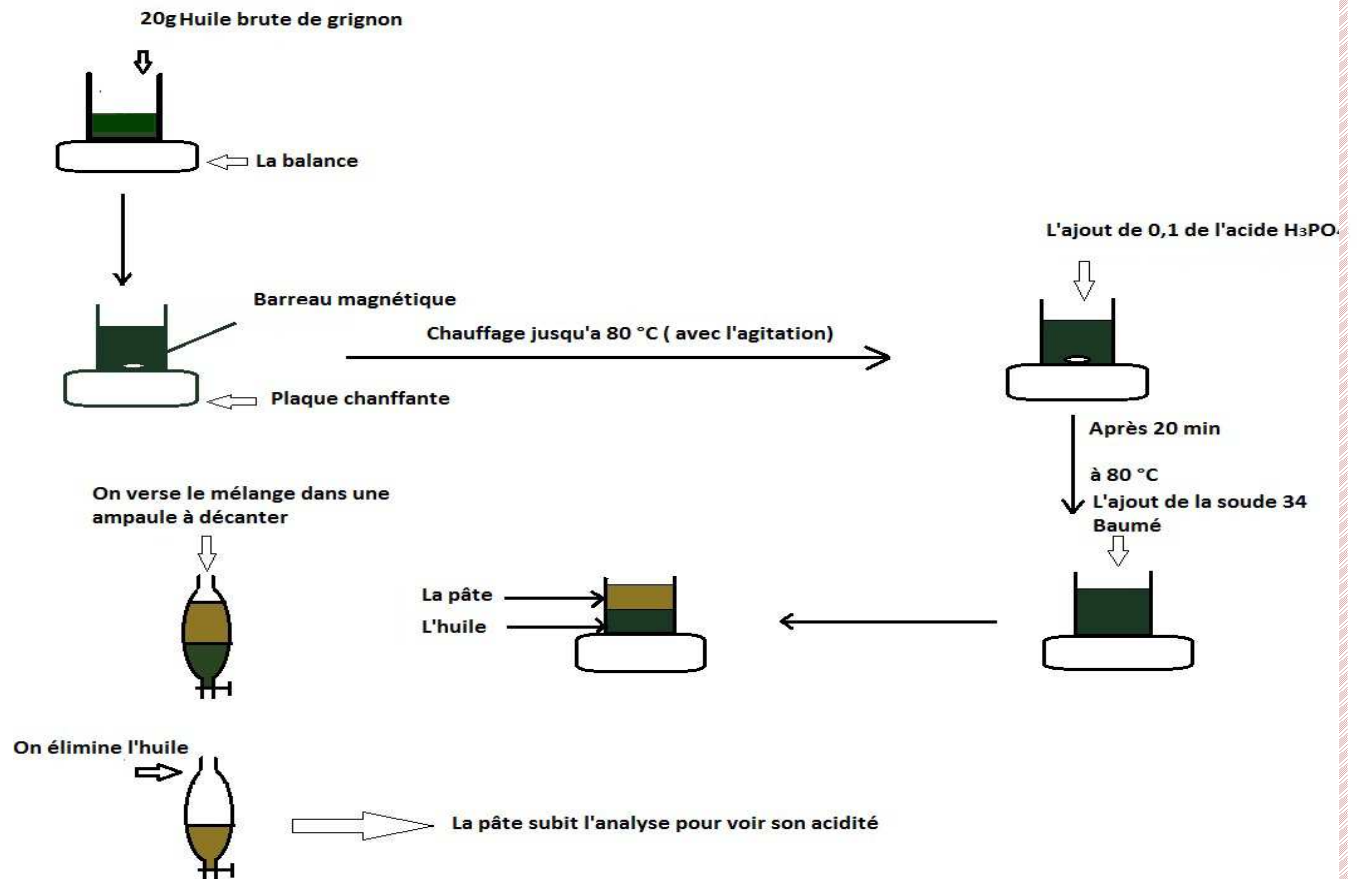 20g Huile brute de grignon
La balance
L'ajout de 0,1 de l'acide H₃PO
Barreau magnétique
Chauffage jusqu'a 80 °C ( avec l'agitation)
Plaque chanffante
Après 20 min
à 80 °C
L'ajout de la soude 34
Baumé
On verse le mélange dans une
ampaule à décanter
La pâte
L'huile
On élimine l'huile
La pâte subit l'analyse pour voir son acidité